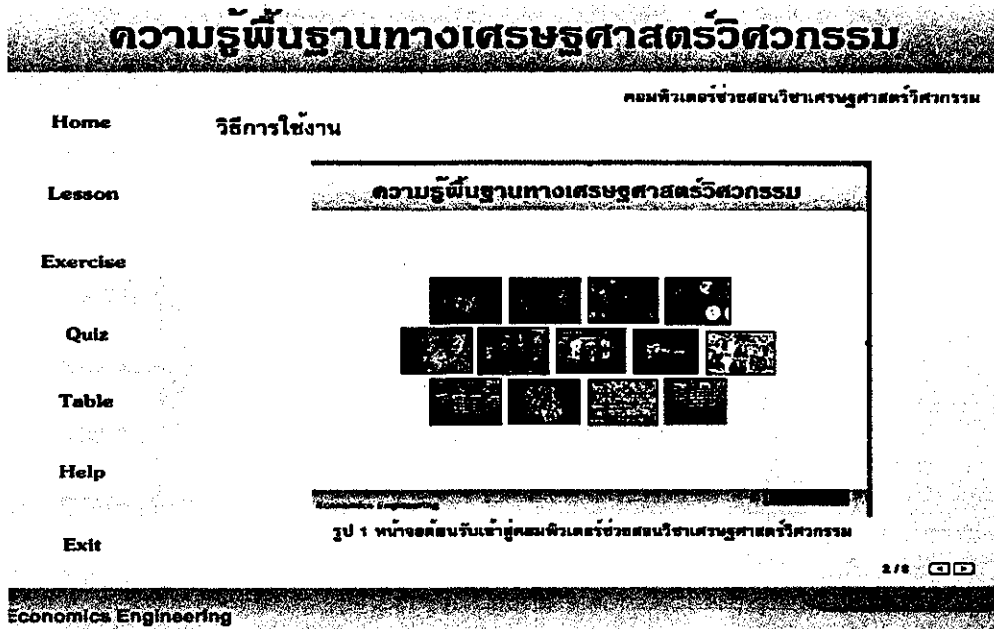 ความรู้พื้นฐานทางเศรษฐศาสตร์วิศวกรรม
คอมพิวเตอร์ช่วยสอนวิชาเศรษฐศาสตร์วิศวกรรม
Home
วิธีการใช้งาน
Lesson
ความรู้พื้นฐานทางเศรษฐศาสตร์วิศวกรรม
Exercise
Quiz
Table
Help
Economics Engineering
รูป 1 หน้าจอต้อนรับเข้าสู่คอมพิวเตอร์ช่วยสอนวิชาเศรษฐศาสตร์วิศวกรรม
Exit
2 / 8
Economics Engineering